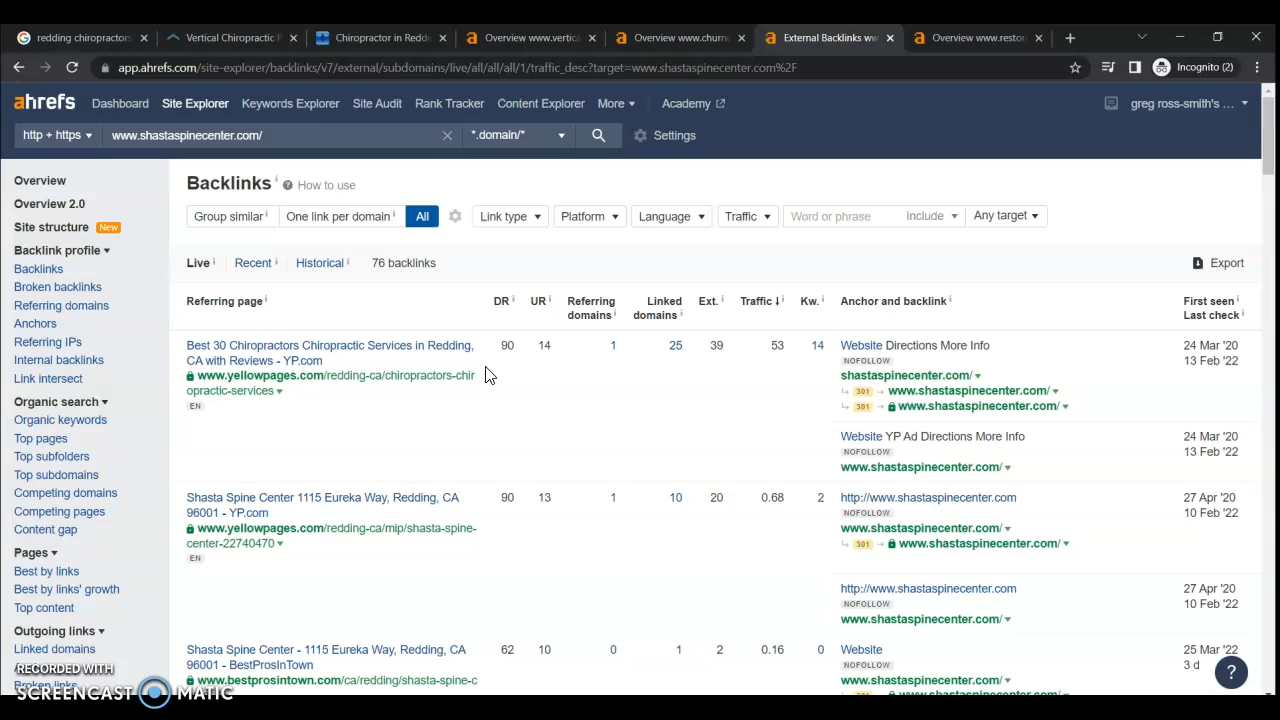 redding chiropractors
Vertical Chiropractic
Chiropractor in Redd
Overview www.vertica
Overview www.churn
External Backlinks ww
Overview www.resto
app.ahrefs.com/site-explorer/backlinks/v7/external/subdomains/live/all/all/all/1/traffic_desc?target=www.shastaspinecenter.com%2F
Incognito (2)
ahrefs
Dashboard
Site Explorer
Keywords Explorer
Site Audit
Rank Tracker
Content Explorer
More
Academy
greg ross-smith's ...
http + https
www.shastaspinecenter.com/
*.domain/*
Settings
Overview
Overview 2.0
Site structure New
Backlink profile
Backlinks
Broken backlinks
Referring domains
Anchors
Referring IPs
Internal backlinks
Link intersect
Organic search
Organic keywords
Top pages
Top subfolders
Top subdomains
Competing domains
Competing pages
Content gap
Pages
Best by links
Best by links' growth
Top content
Outgoing links
Linked domains
Broken links
Backlinks i ? How to use
Group similar i One link per domain i All Link type Platform Language Traffic Word or phrase Include Any target
Live i Recent i Historical i 76 backlinks Export
Referring page i DR i UR i Referring domains i Linked domains i Ext. i Traffic i Kw. i Anchor and backlink i First seen i Last check i
Best 30 Chiropractors Chiropractic Services in Redding, 90 14 1 25 39 53 14 Website Directions More Info 24 Mar '20
CA with Reviews - YP.com NOFOLLOW 13 Feb '22
www.yellowpages.com/redding-ca/chiropractors-chir shastaspinecenter.com/
opractic-services 301 www.shastaspinecenter.com/
EN 301 www.shastaspinecenter.com/
Website YP Ad Directions More Info 24 Mar '20
NOFOLLOW 13 Feb '22
www.shastaspinecenter.com/
Shasta Spine Center 1115 Eureka Way, Redding, CA 90 13 1 10 20 0.68 2 http://www.shastaspinecenter.com 27 Apr '20
96001 - YP.com NOFOLLOW 10 Feb '22
www.yellowpages.com/redding-ca/mip/shasta-spine- www.shastaspinecenter.com/
center-22740470 301 www.shastaspinecenter.com/
EN
http://www.shastaspinecenter.com 27 Apr '20
NOFOLLOW 10 Feb '22
www.shastaspinecenter.com/
Shasta Spine Center - 1115 Eureka Way, Redding, CA 62 10 0 1 2 0.16 0 Website 25 Mar '22
96001 - BestProsInTown NOFOLLOW 3 d
www.bestprosintown.com/ca/redding/shasta-spine-c www.shastaspinecenter.com/
301 www.shastaspinecenter.com/
?
RECORDED WITH
SCREENCAST MATIC